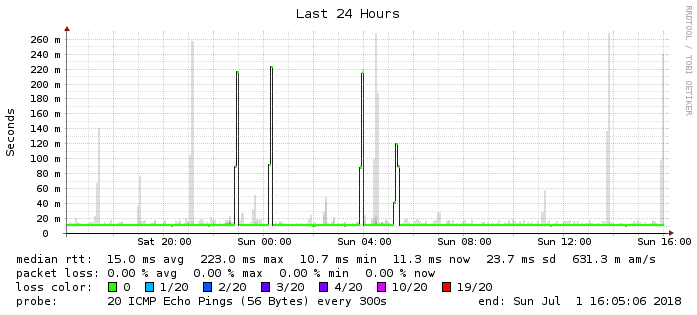 Last 24 Hours
RRDTOOL / TOBI OETIKER
Seconds
260 m
240 m
220 m
200 m
180 m
160 m
140 m
120 m
100 m
80 m
60 m
40 m
20 m
0
Sat 20:00 Sun 00:00 Sun 04:00 Sun 08:00 Sun 12:00 Sun 16:00
median rtt: 15.0 ms avg 223.0 ms max 10.7 ms min 11.3 ms now 23.7 ms sd 631.3 m am/s
packet loss: 0.00 % avg 0.00 % max 0.00 % min 0.00 % now
loss color: 0 1/20 2/20 3/20 4/20 10/20 19/20
probe: 20 ICMP Echo Pings (56 Bytes) every 300s end: Sun Jul 1 16:05:06 2018